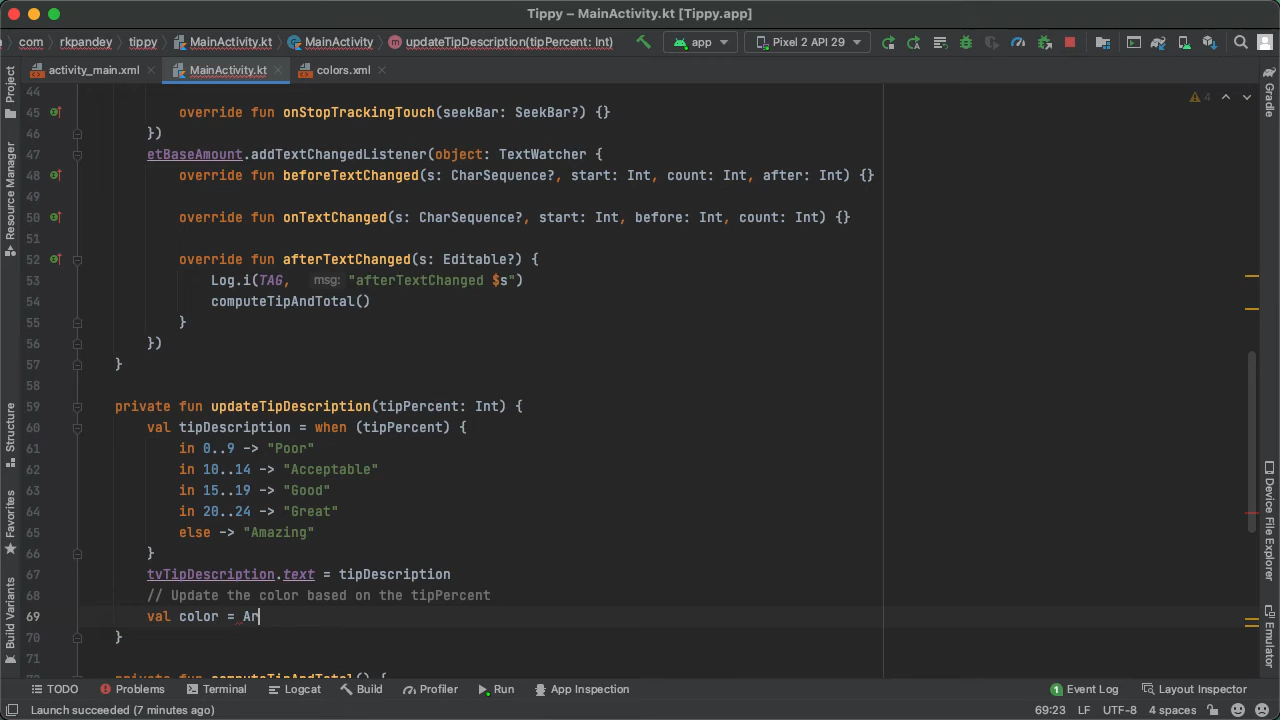 Tippy – MainActivity.kt [Tippy.app]
com rkpandey tippy MainActivity.kt MainActivity updateTipDescription(tipPercent: Int) app Pixel 2 API 29
activity_main.xml MainActivity.kt colors.xml
Project
Resource Manager
Structure
Favorites
Build Variants
44
45 override fun onStopTrackingTouch(seekBar: SeekBar?) {}
46 })
47 etBaseAmount.addTextChangedListener(object: TextWatcher {
48 override fun beforeTextChanged(s: CharSequence?, start: Int, count: Int, after: Int) {}
49
50 override fun onTextChanged(s: CharSequence?, start: Int, before: Int, count: Int) {}
51
52 override fun afterTextChanged(s: Editable?) {
53 Log.i(TAG, msg: "afterTextChanged $s")
54 computeTipAndTotal()
55 }
56 })
57 }
58
59 private fun updateTipDescription(tipPercent: Int) {
60 val tipDescription = when (tipPercent) {
61 in 0..9 -> "Poor"
62 in 10..14 -> "Acceptable"
63 in 15..19 -> "Good"
64 in 20..24 -> "Great"
65 else -> "Amazing"
66 }
67 tvTipDescription.text = tipDescription
68 // Update the color based on the tipPercent
69 val color = Ar
70 }
71
private fun computeTipAndTotal() {
4
Gradle
Device File Explorer
Emulator
TODO Problems Terminal Logcat Build Profiler Run App Inspection 1 Event Log Layout Inspector
Launch succeeded (7 minutes ago) 69:23 LF UTF-8 4 spaces